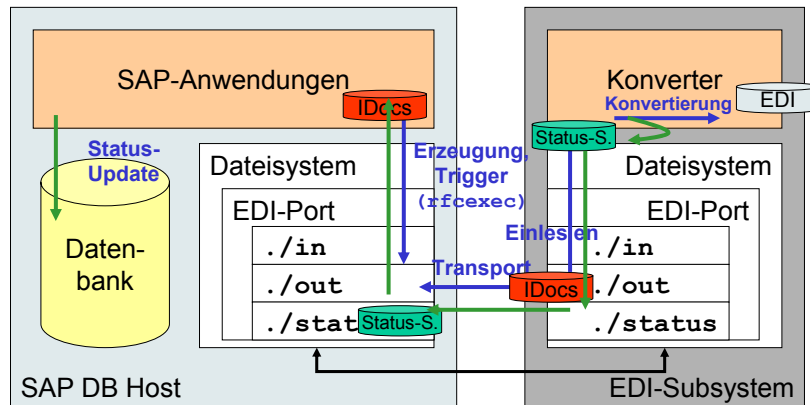 SAP-Anwendungen
IDocs
Status-
Update
Daten-
bank
Dateisystem
EDI-Port
./in
./out
./stat
Status-S.
Erzeugung,
Trigger
(rfcexec)
Transport
IDocs
SAP DB Host
Konverter
Konvertierung
EDI
Status-S.
Dateisystem
EDI-Port
Einlesen
./in
./out
./status
EDI-Subsystem